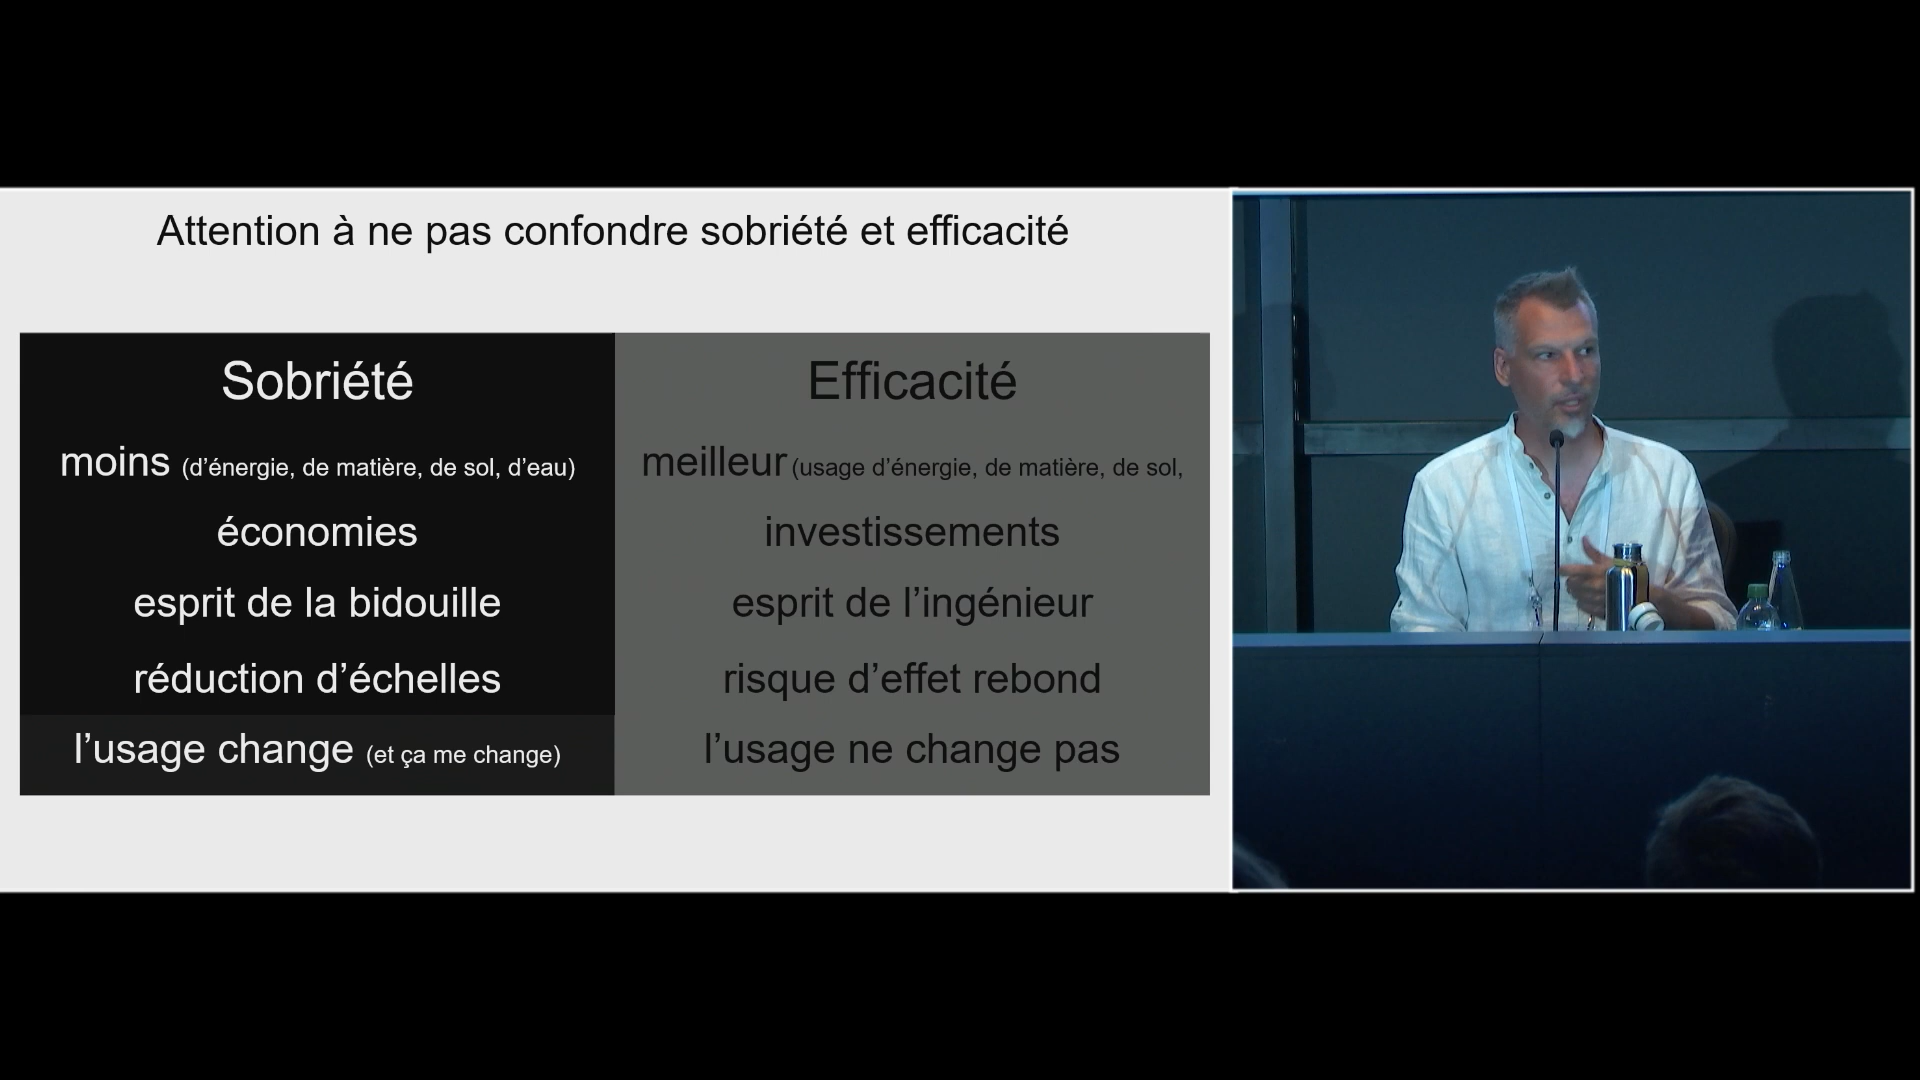 Attention à ne pas confondre sobriété et efficacité
Sobriété
Efficacité
moins (d’énergie, de matière, de sol, d’eau)
meilleur (usage d’énergie, de matière, de sol,
économies
investissements
esprit de la bidouille
esprit de l’ingénieur
réduction d’échelles
risque d’effet rebond
l’usage change (et ça me change)
l’usage ne change pas